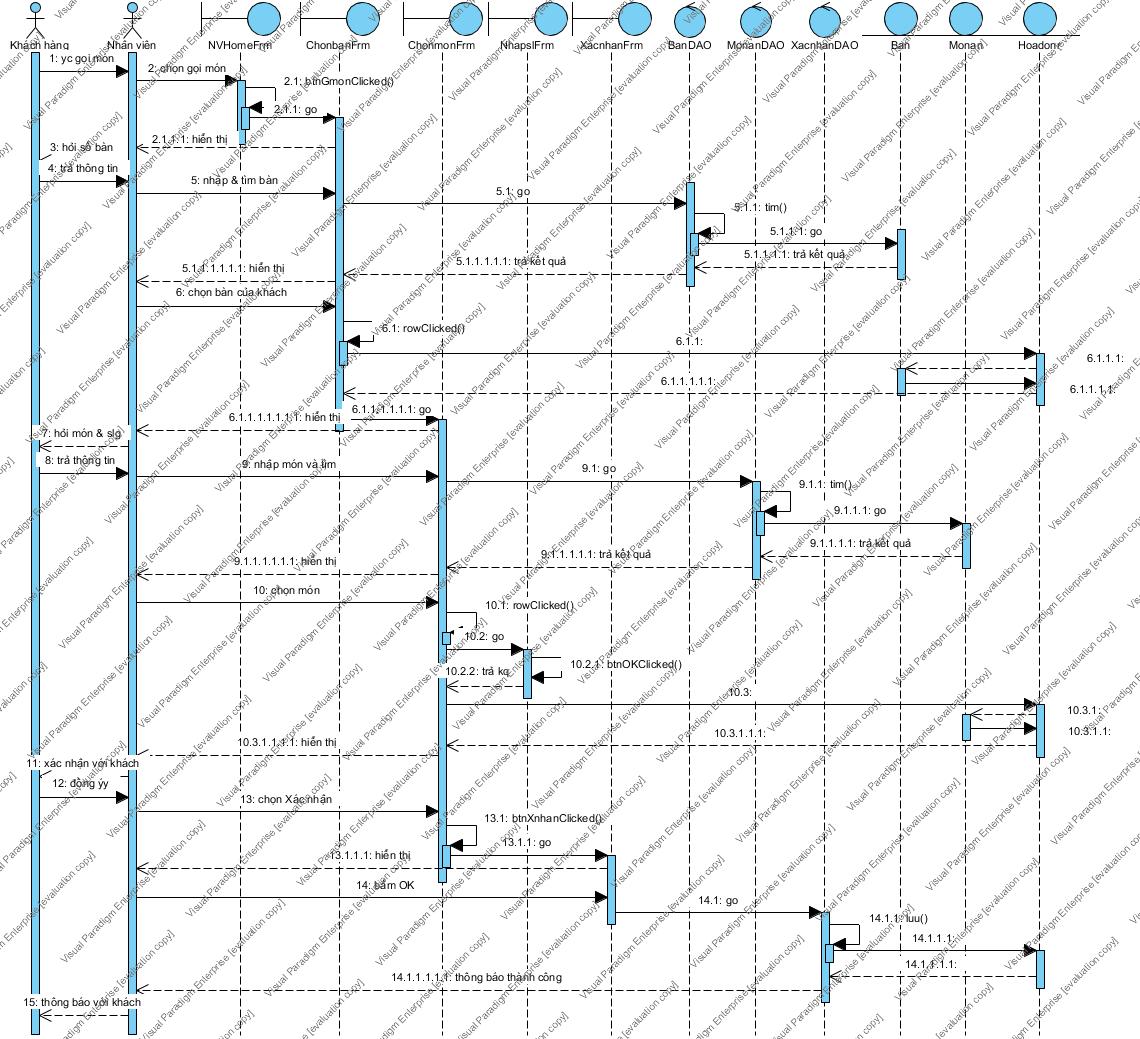 Khách hàng
Nhân viên
NVHomeFrm
ChonbanFrm
ChonmonFrm
NhapslFrm
XacnhanFrm
BanDAO
MonanDAO
XacnhanDAO
Ban
Monan
Hoadon
1: yc gọi món
2: chọn gọi món
2.1: btnGmonClicked()
2.1.1: go
2.1.1.1: hiển thị
3: hỏi số bàn
4: trả thông tin
5: nhập & tìm bàn
5.1: go
5.1.1: tim()
5.1.1.1: go
5.1.1.1.1: trả kết quả
5.1.1.1.1.1: trả kết quả
5.1.1.1.1.1.1: hiển thị
6: chọn bàn của khách
6.1: rowClicked()
6.1.1:
6.1.1.1:
6.1.1.1.1:
6.1.1.1.1.1:
6.1.1.1.1.1.1: go
6.1.1.1.1.1.1.1: hiển thị
7: hỏi món & slg
8: trả thông tin
9: nhập món và tìm
9.1: go
9.1.1: tim()
9.1.1.1: go
9.1.1.1.1: trả kết quả
9.1.1.1.1.1: trả kết quả
9.1.1.1.1.1.1: hiển thị
10: chọn món
10.1: rowClicked()
10.2: go
10.2.1: btnOKClicked()
10.2.2: trả kq
10.3:
10.3.1:
10.3.1.1:
10.3.1.1.1:
10.3.1.1.1.1: hiển thị
11: xác nhận với khách
12: đồng ýy
13: chọn Xác nhận
13.1: btnXnhanClicked()
13.1.1: go
13.1.1.1: hiển thị
14: bấm OK
14.1: go
14.1.1: luu()
14.1.1.1:
14.1.1.1.1:
14.1.1.1.1.1: thông báo thành công
15: thông báo với khách
Visual Paradigm Enterprise [evaluation copy]